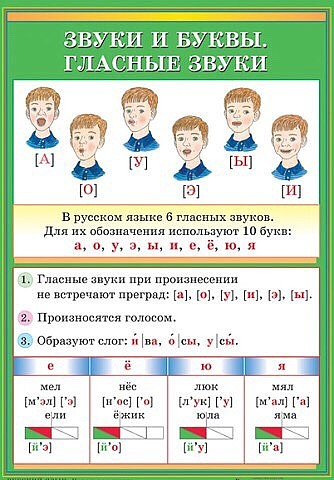 ЗВУКИ И БУКВЫ.
ГЛАСНЫЕ ЗВУКИ
[А] [О] [У] [Э] [Ы] [И]
В русском языке 6 гласных звуков.
Для их обозначения используют 10 букв:
а, о, у, э, ы, и, е, ё, ю, я
1. Гласные звуки при произнесении
не встречают преград: [а], [о], [у], [и], [э], [ы].
2. Произносятся голосом.
3. Образуют слог: и́|ва, о́|сы, у|сы́.
е ё ю я
мел нёс люк мял
[м'эл] ['э] [н'ос] ['о] [л'ук] ['у] [м'ал] ['а]
ели ёжик юла яма
[й'э] [й'о] [й'у] [й'а]